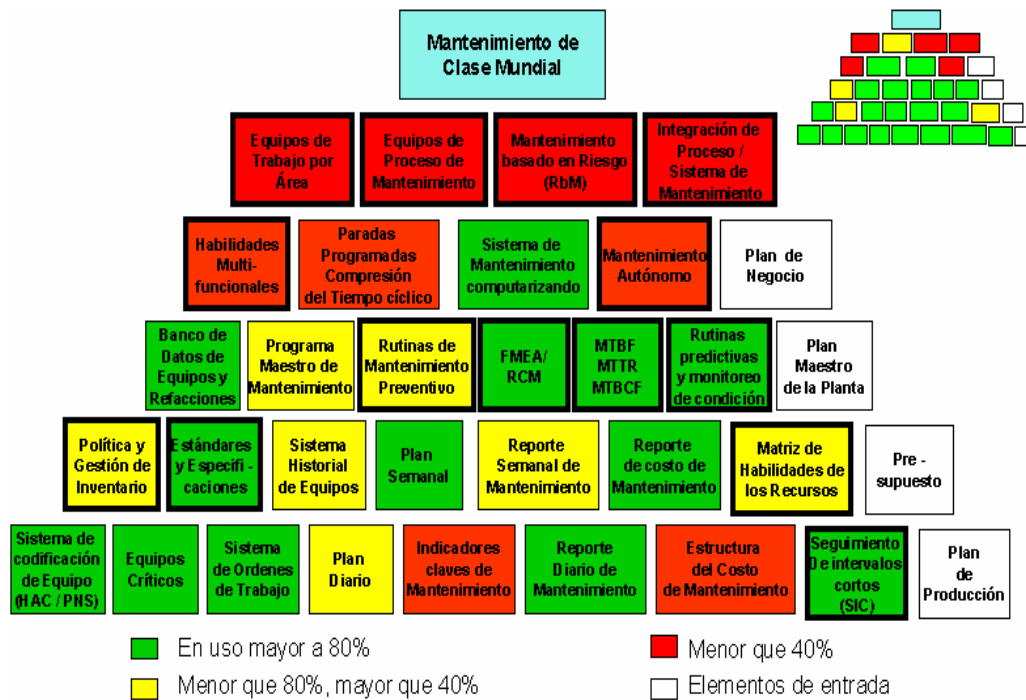 Mantenimiento de
Clase Mundial
Equipos de
Trabajo por
Área
Equipos de
Proceso de
Mantenimiento
Mantenimiento
basado en Riesgo
(RbM)
Integración de
Proceso /
Sistema de
Mantenimiento
Habilidades
Multi-
funcionales
Paradas
Programadas
Compresión
del Tiempo cíclico
Sistema de
Mantenimiento
computarizando
Mantenimiento
Autónomo
Plan de
Negocio
Banco de
Datos de
Equipos y
Refacciones
Programa
Maestro de
Mantenimiento
Rutinas de
Mantenimiento
Preventivo
FMEA/
RCM
MTBF
MTTR
MTBCF
Rutinas
predictivas
y monitoreo
de condición
Plan
Maestro
de la Planta
Política y
Gestión de
Inventario
Estándares
y Especifi -
caciones
Sistema
Historial
de Equipos
Plan
Semanal
Reporte
Semanal de
Mantenimiento
Reporte
de costo de
Mantenimiento
Matriz de
Habilidades de
los Recursos
Pre -
supuesto
Sistema de
codificación
de Equipo
(HAC / PNS)
Equipos
Críticos
Sistema
de Ordenes
de Trabajo
Plan
Diario
Indicadores
claves de
Mantenimiento
Reporte
Diario de
Mantenimiento
Estructura
del Costo
de Mantenimiento
Seguimiento
De intervalos
cortos
(SIC)
Plan
de
Producción
En uso mayor a 80%
Menor que 40%
Menor que 80%, mayor que 40%
Elementos de entrada